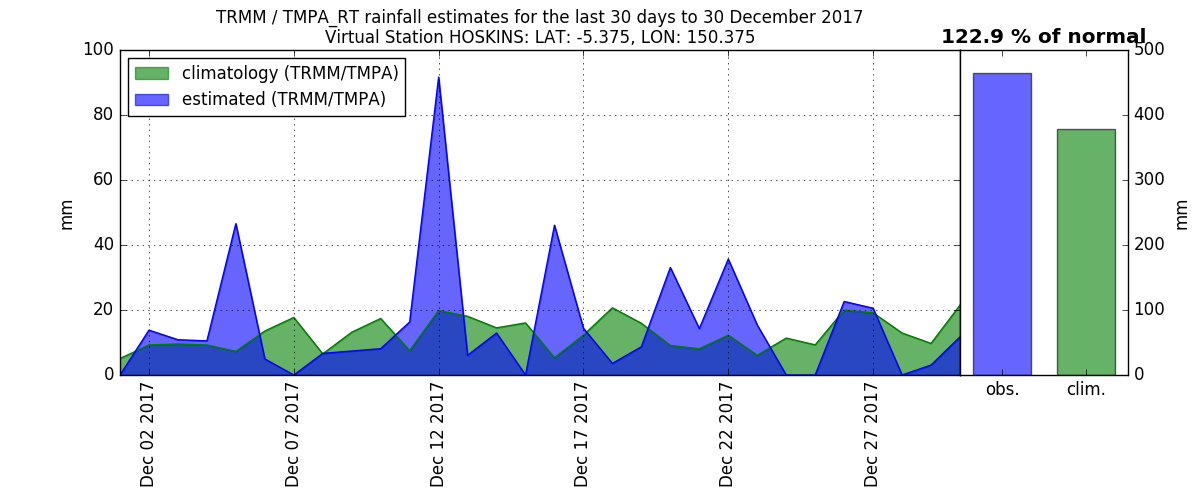 TRMM / TMPA_RT rainfall estimates for the last 30 days to 30 December 2017
Virtual Station HOSKINS: LAT: -5.375, LON: 150.375
122.9 % of normal
climatology (TRMM/TMPA)
estimated (TRMM/TMPA)
100
80
60
40
20
0
mm
Dec 02 2017
Dec 07 2017
Dec 12 2017
Dec 17 2017
Dec 22 2017
Dec 27 2017
500
400
300
200
100
0
mm
obs.
clim.